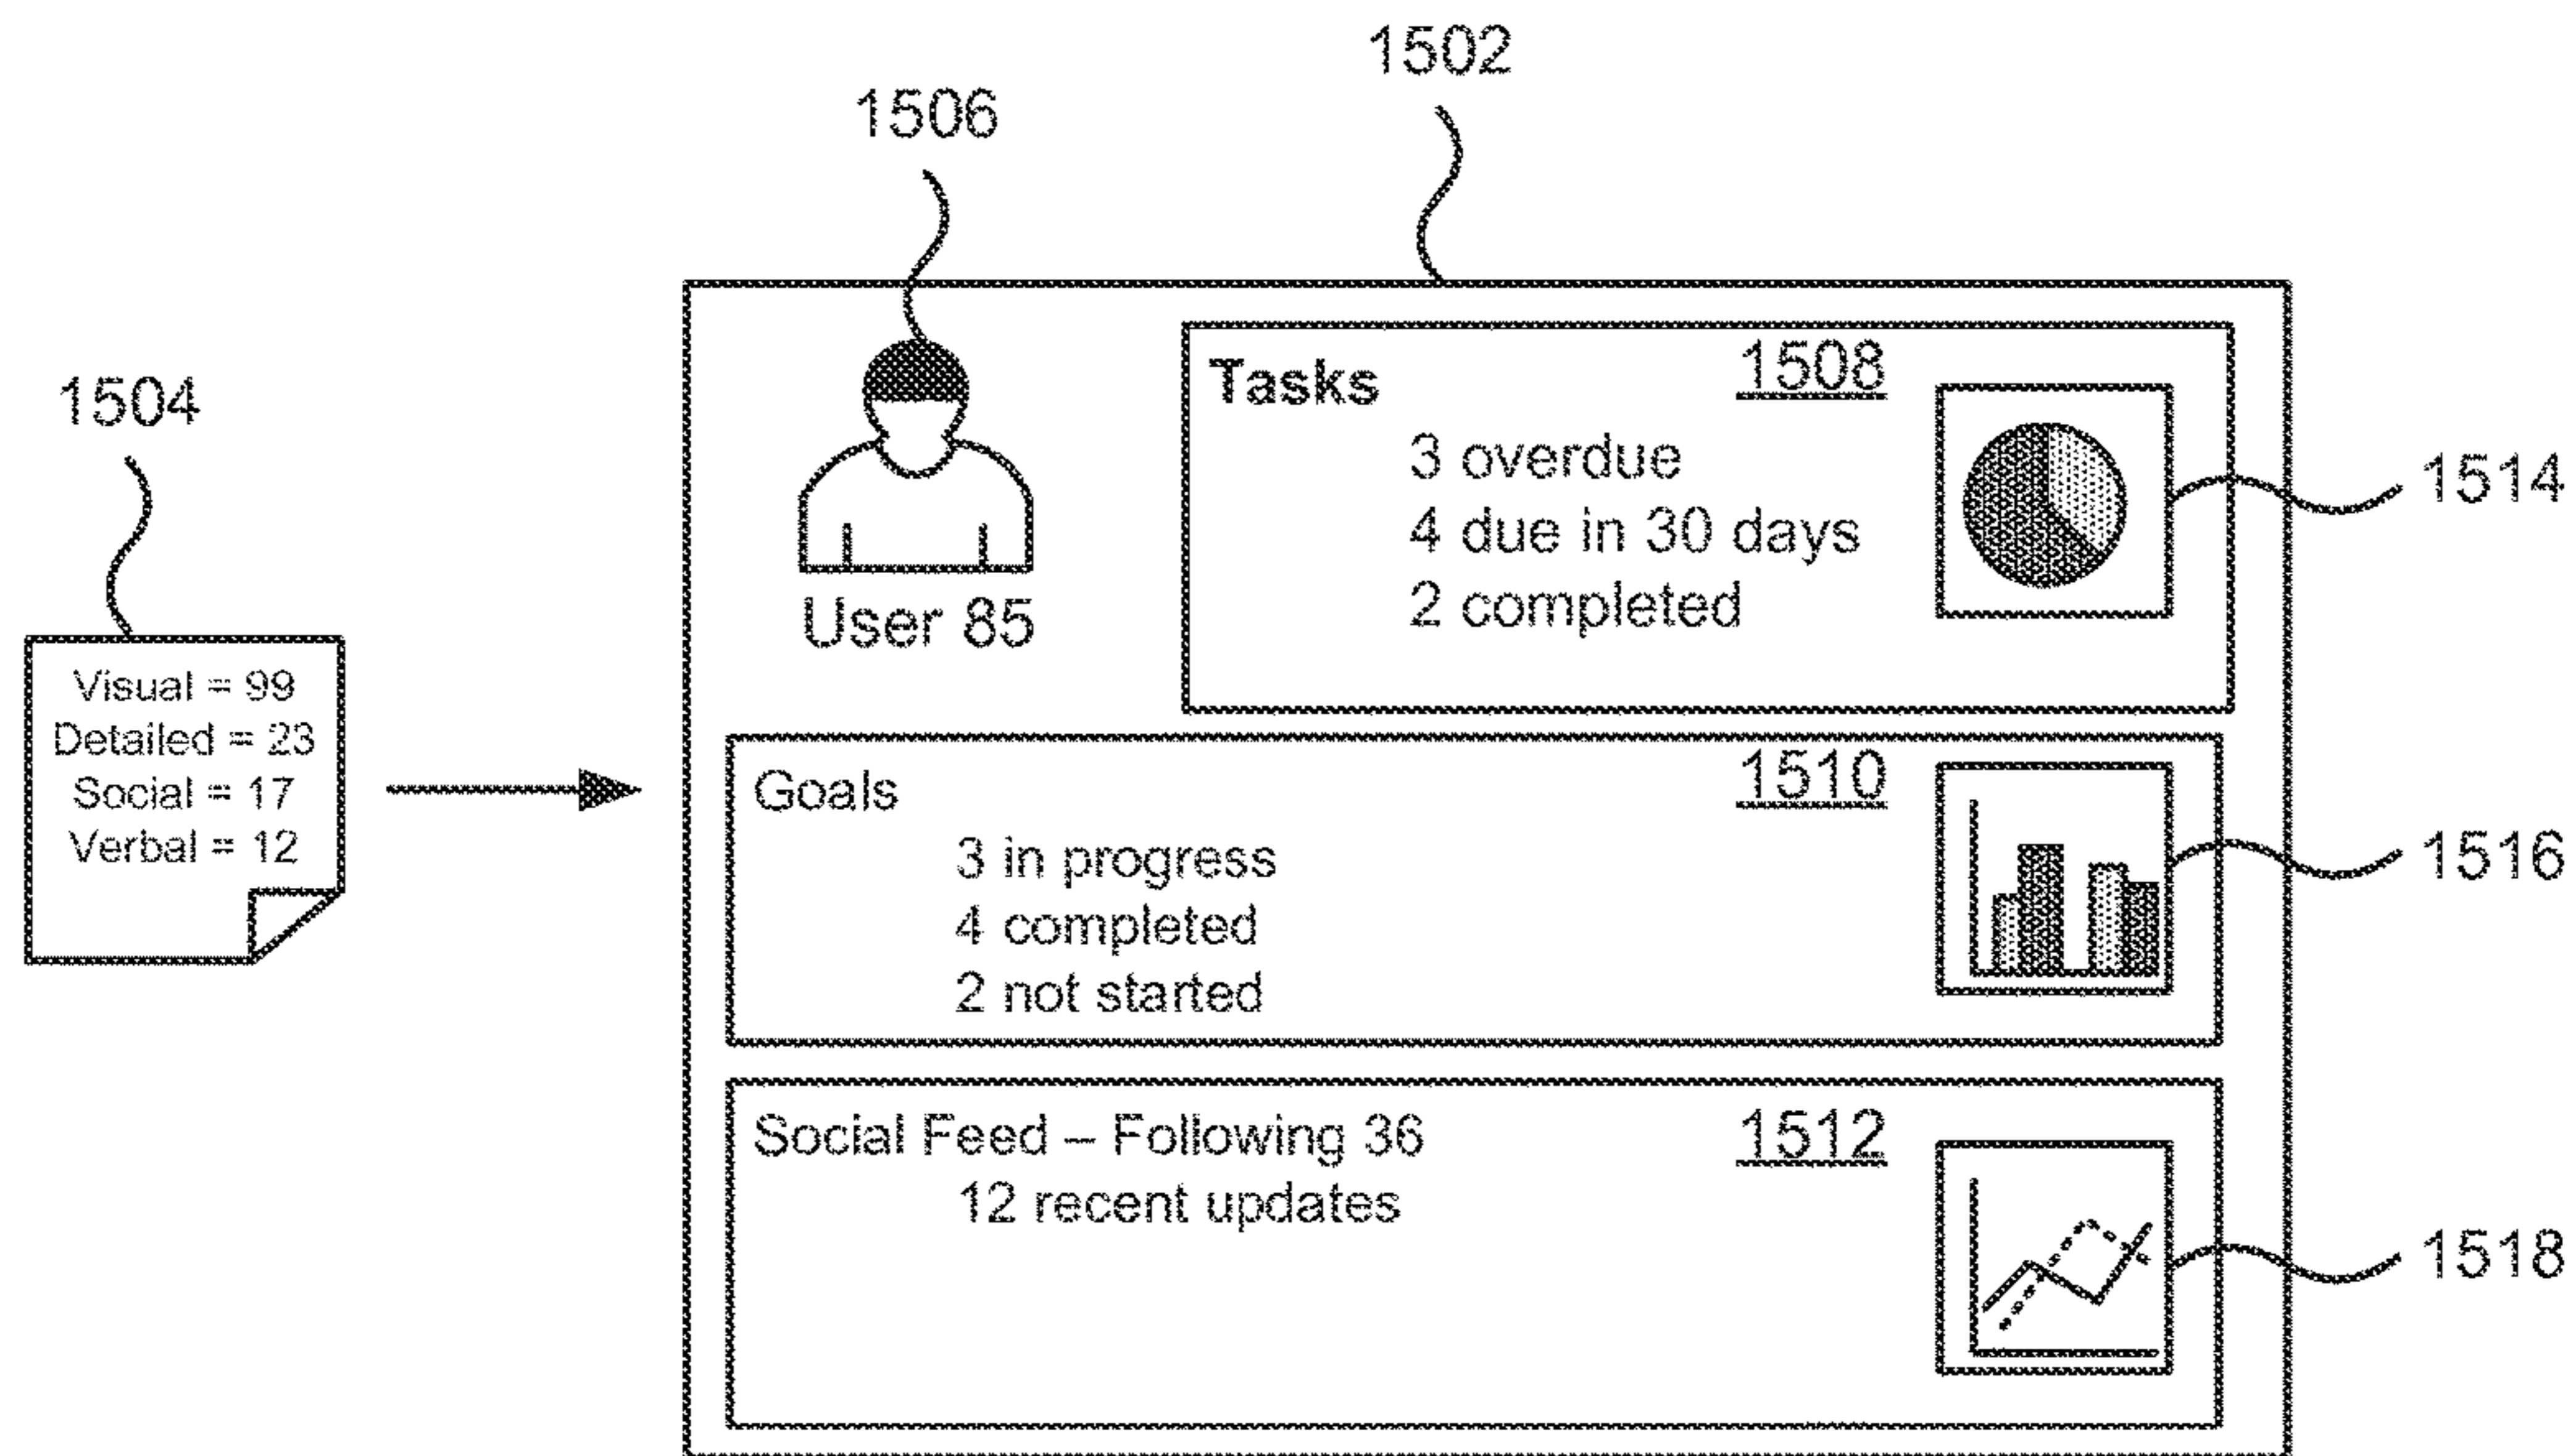 1502
1506
1504
Visual = 99
Detailed = 23
Social = 17
Verbal = 12
User 85
Tasks
1508
3 overdue
4 due in 30 days
2 completed
1514
Goals
1510
3 in progress
4 completed
2 not started
1516
Social Feed – Following 36
1512
12 recent updates
1518